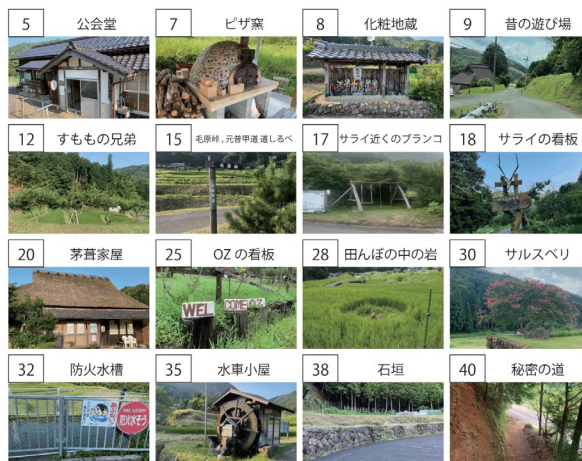 5 公会堂
7 ピザ窯
8 化粧地蔵
9 昔の遊び場
12 すももの兄弟
15 毛原峠，元普甲道 道しるべ
17 サライ近くのブランコ
18 サライの看板
20 茅葺家屋
25 OZの看板
WEL
COME OZ
28 田んぼの中の岩
30 サルスベリ
32 防火水槽
防火水そう
35 水車小屋
38 石垣
40 秘密の道